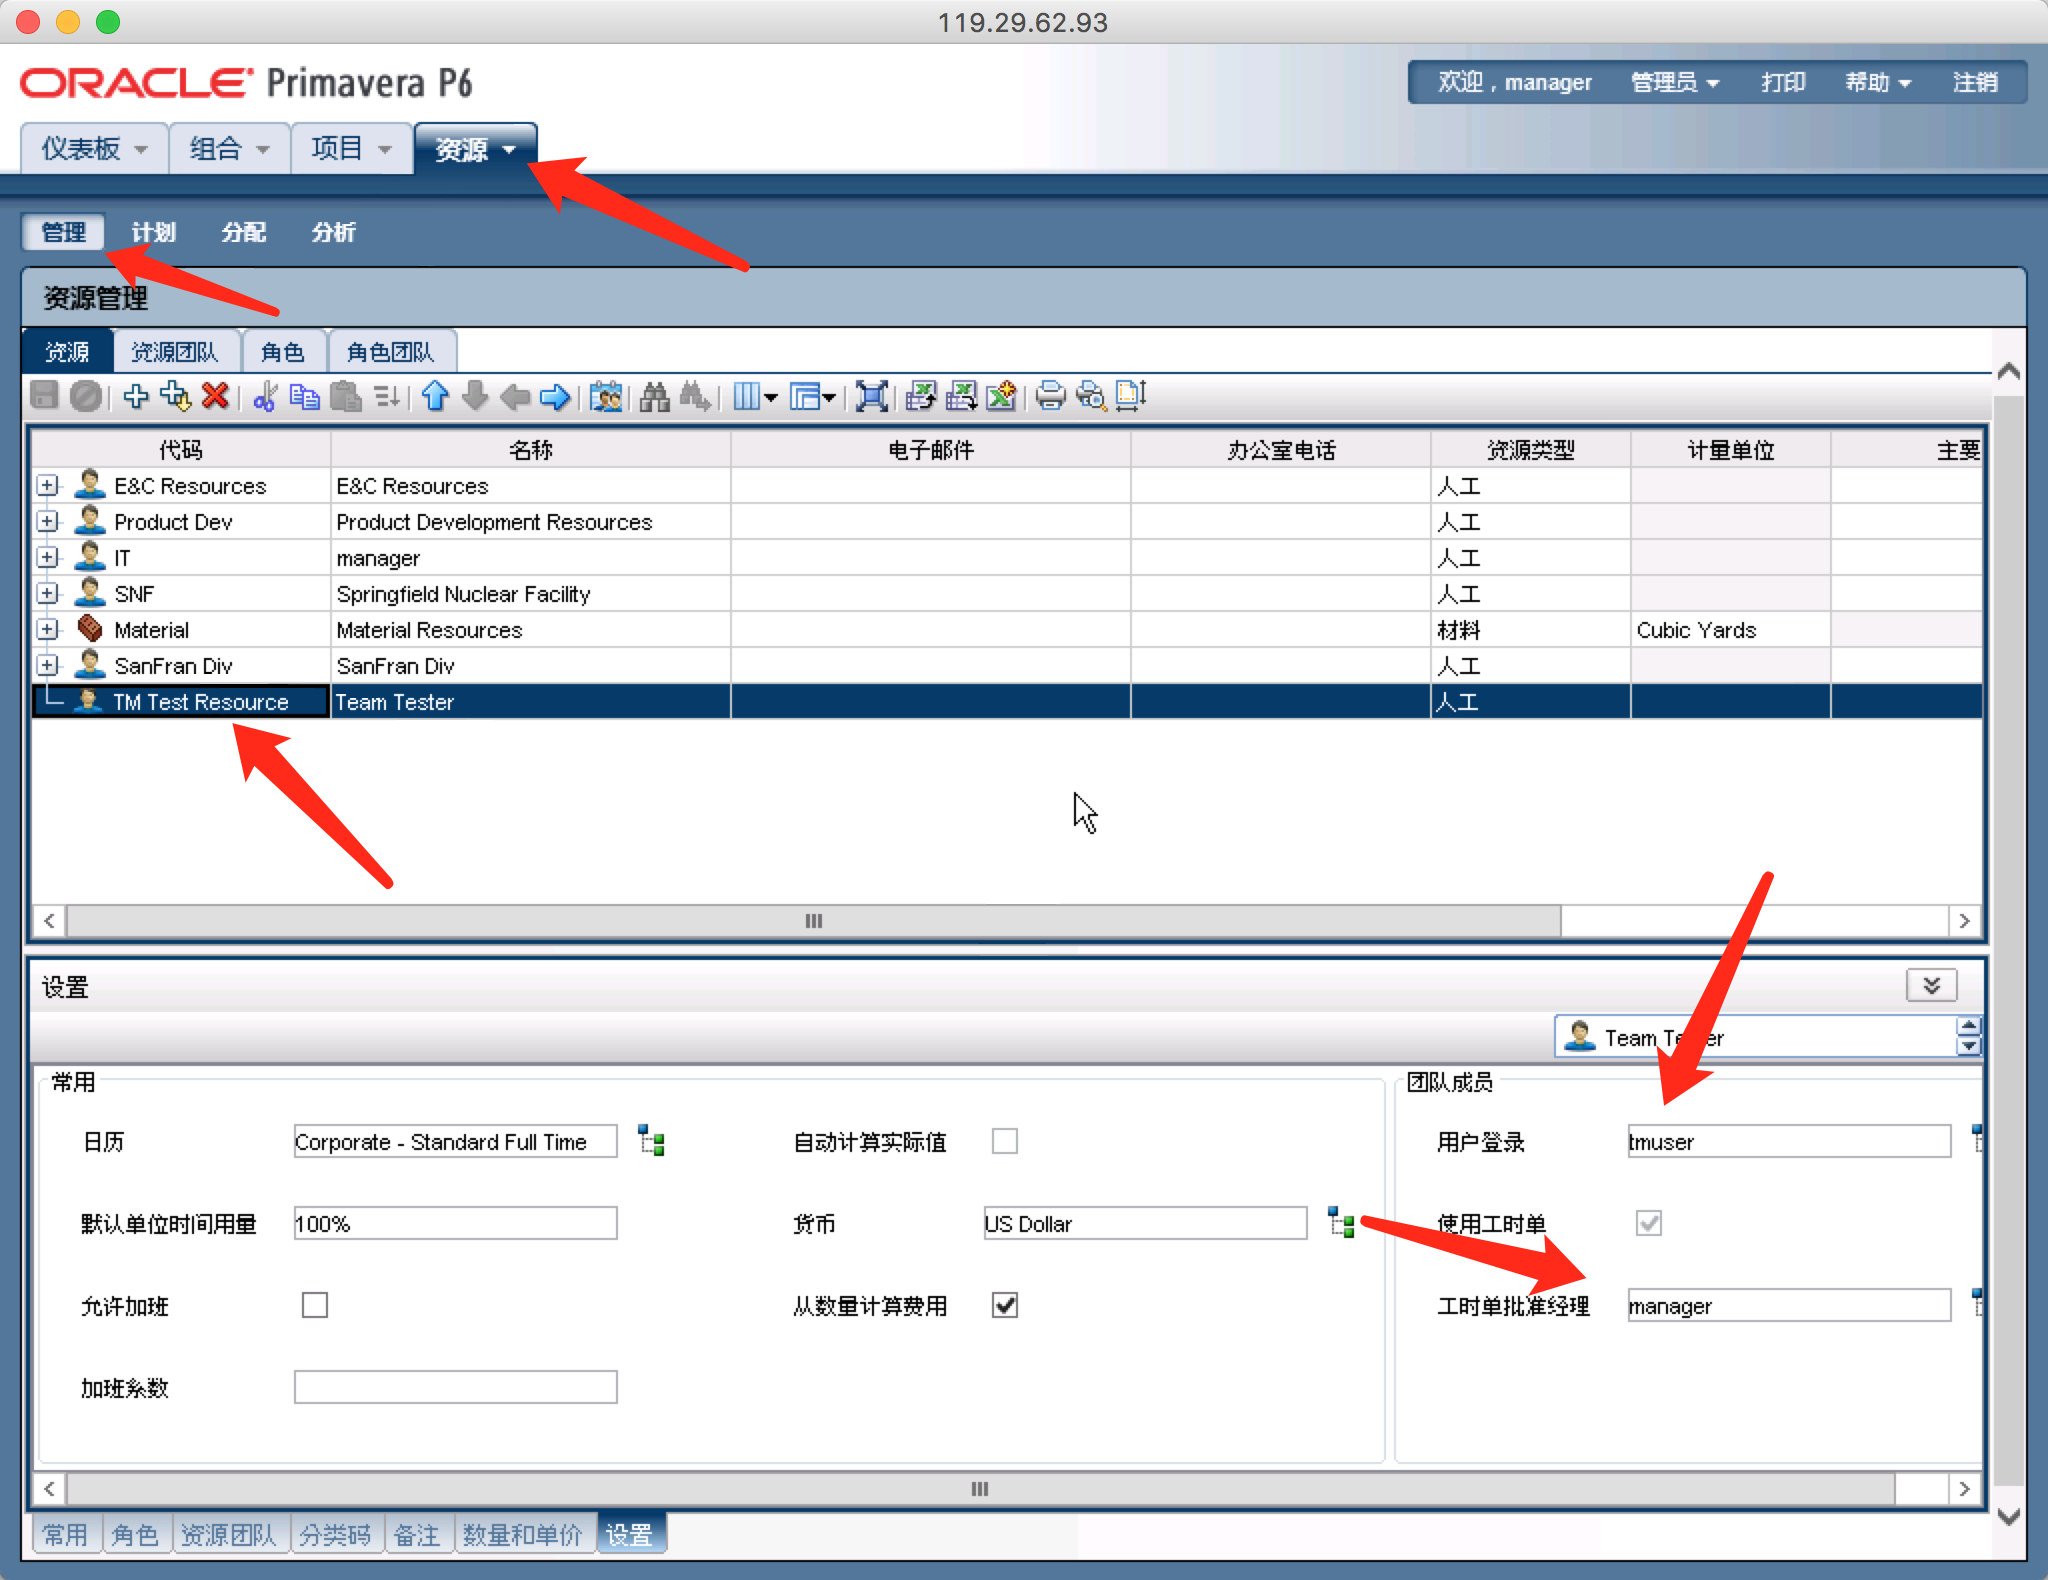 119.29.62.93
ORACLE Primavera P6
欢迎，manager 管理员 打印 帮助 注销
仪表板 组合 项目 资源
管理 计划 分配 分析
资源管理
资源 资源团队 角色 角色团队
代码 名称 电子邮件 办公室电话 资源类型 计量单位 主要
E&C Resources E&C Resources 人工
Product Dev Product Development Resources 人工
IT manager 人工
SNF Springfield Nuclear Facility 人工
Material Material Resources 材料 Cubic Yards
SanFran Div SanFran Div 人工
TM Test Resource Team Tester 人工
设置
Team Tester
常用 团队成员
日历 Corporate - Standard Full Time 自动计算实际值 用户登录 tmuser
默认单位时间用量 100% 货币 US Dollar 使用工时单
允许加班 从数量计算费用 工时单批准经理 manager
加班系数
常用 角色 资源团队 分类码 备注 数量和单价 设置